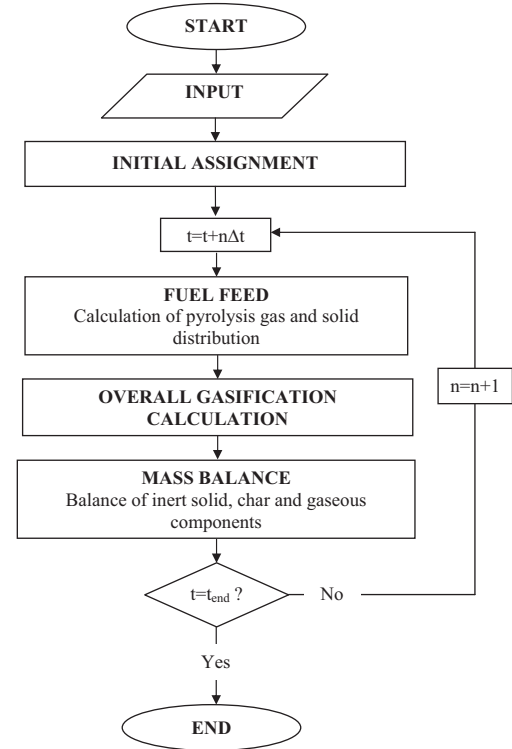 START
INPUT
INITIAL ASSIGNMENT
t=t+nΔt
FUEL FEED
Calculation of pyrolysis gas and solid
distribution
n=n+1
OVERALL GASIFICATION
CALCULATION
MASS BALANCE
Balance of inert solid, char and gaseous
components
t=tend ?
No
Yes
END